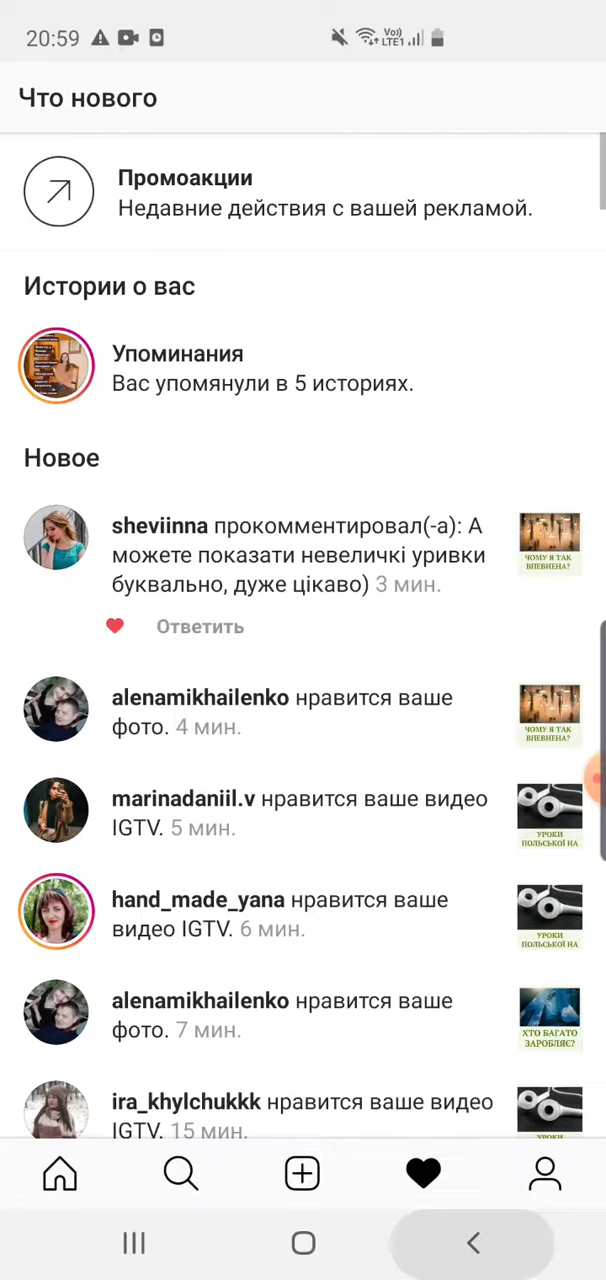 20:59
Vo))
LTE1
Что нового
Промоакции
Недавние действия с вашей рекламой.
Истории о вас
Упоминания
Вас упомянули в 5 историях.
Новое
sheviinna прокомментировал(-а): А
можете показати невеличкі уривки
буквально, дуже цікаво) 3 мин.
ЧОМУ Я ТАК
ВПЕВНЕНА?
Ответить
alenamikhailenko нравится ваше
фото. 4 мин.
ЧОМУ Я ТАК
ВПЕВНЕНА?
marinadaniil.v нравится ваше видео
IGTV. 5 мин.
УРОКИ
ПОЛЬСЬКОЇ НА
hand_made_yana нравится ваше
видео IGTV. 6 мин.
УРОКИ
ПОЛЬСЬКОЇ НА
alenamikhailenko нравится ваше
фото. 7 мин.
ХТО БАГАТО
ЗАРОБЛЯЄ?
ira_khylchukkk нравится ваше видео
IGTV. 15 мин.
УРОКИ